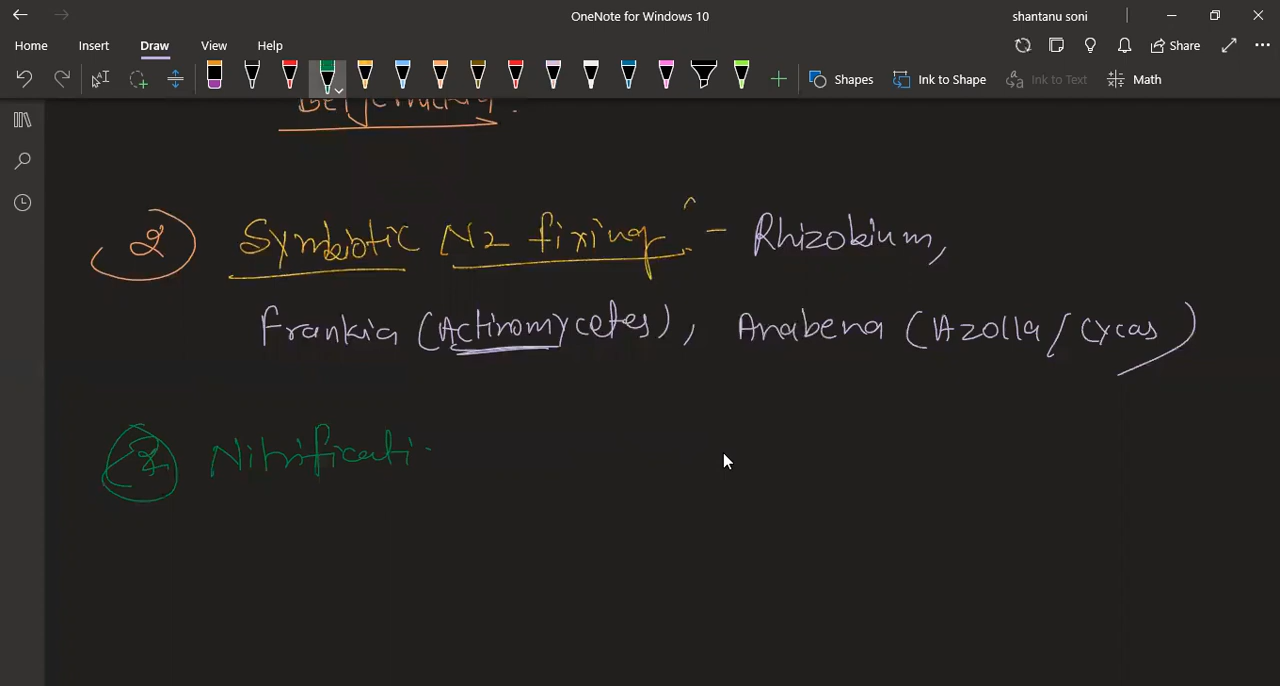 OneNote for Windows 10
shantanu soni
Home Insert Draw View Help
Share
Shapes Ink to Shape Ink to Text Math
2 Symbiotic N2 fixing :- Rhizobium,
Frankia (Actinomycetes), Anabena (Azolla/Cycas)
2 Nitrificati